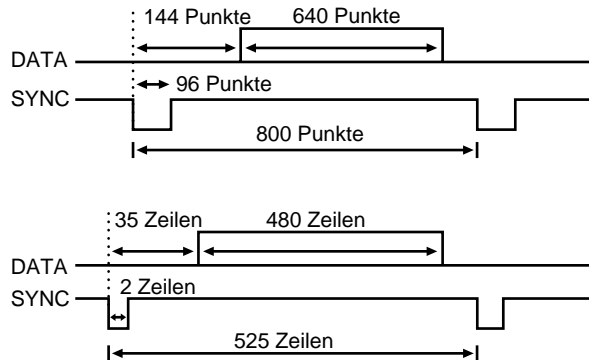 144 Punkte 640 Punkte
DATA
96 Punkte
SYNC
800 Punkte
35 Zeilen 480 Zeilen
DATA
2 Zeilen
SYNC
525 Zeilen